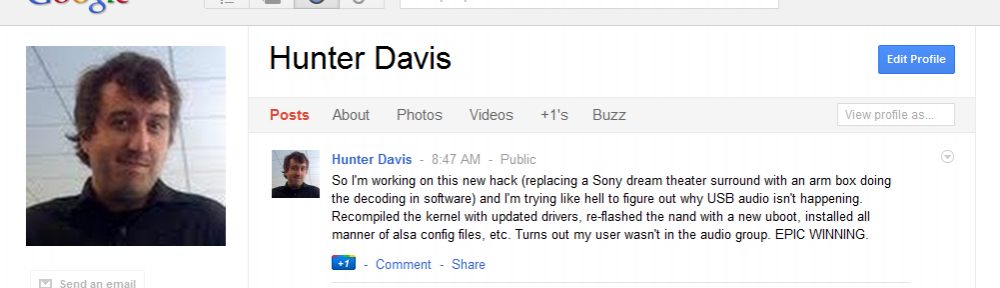 Google
Hunter Davis
Edit Profile
Posts About Photos Videos +1's Buzz
View profile as...
Hunter Davis - 8:47 AM - Public
So I'm working on this new hack (replacing a Sony dream theater surround with an arm box doing
the decoding in software) and I'm trying like hell to figure out why USB audio isn't happening.
Recompiled the kernel with updated drivers, re-flashed the nand with a new uboot, installed all
manner of alsa config files, etc. Turns out my user wasn't in the audio group. EPIC WINNING.
+1 - Comment - Share
Send an email